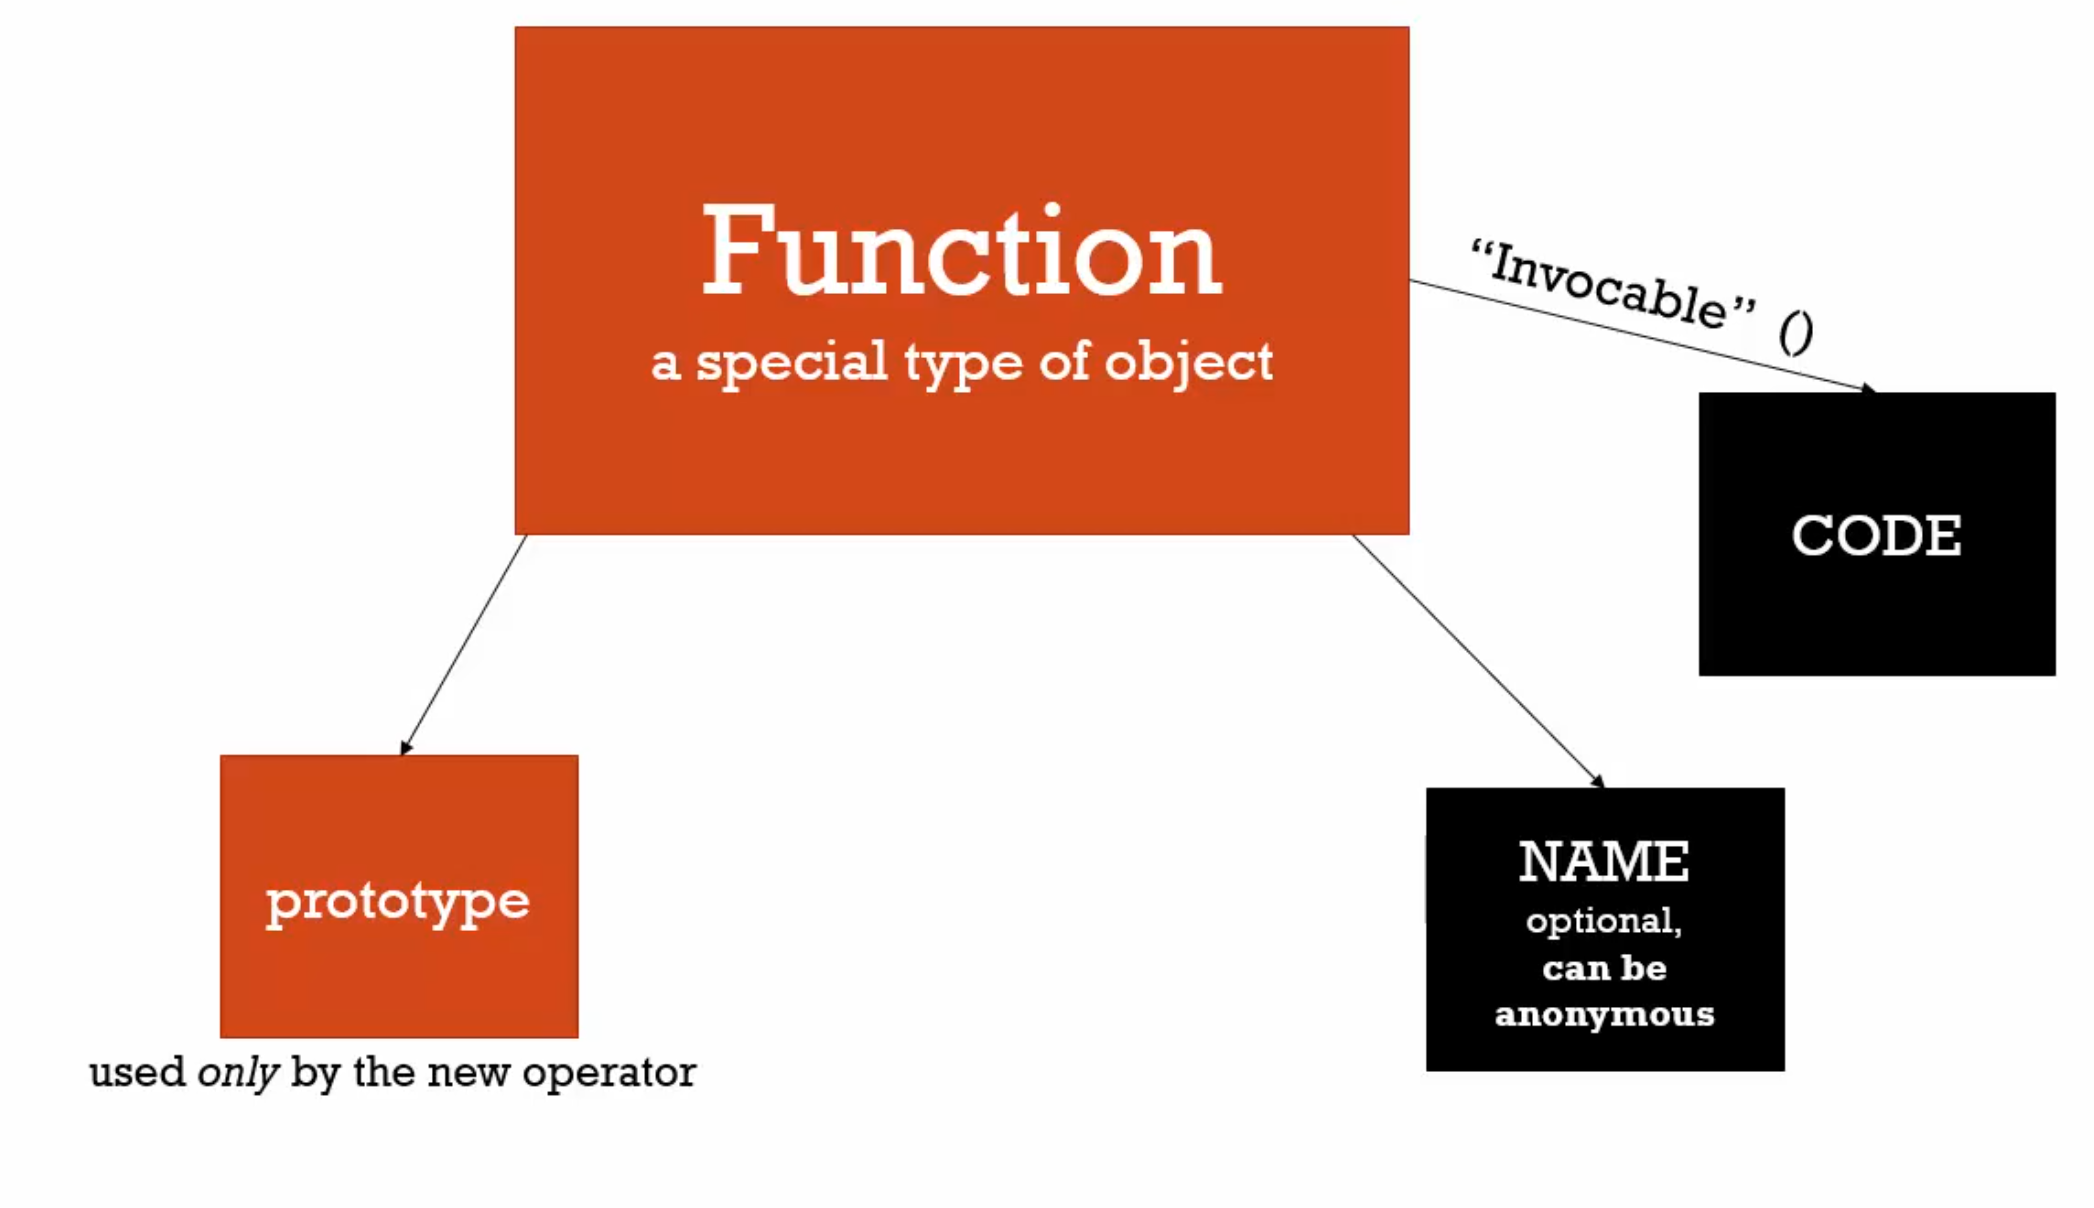 Function
a special type of object
“Invocable” ()
CODE
prototype
used only by the new operator
NAME
optional,
can be
anonymous